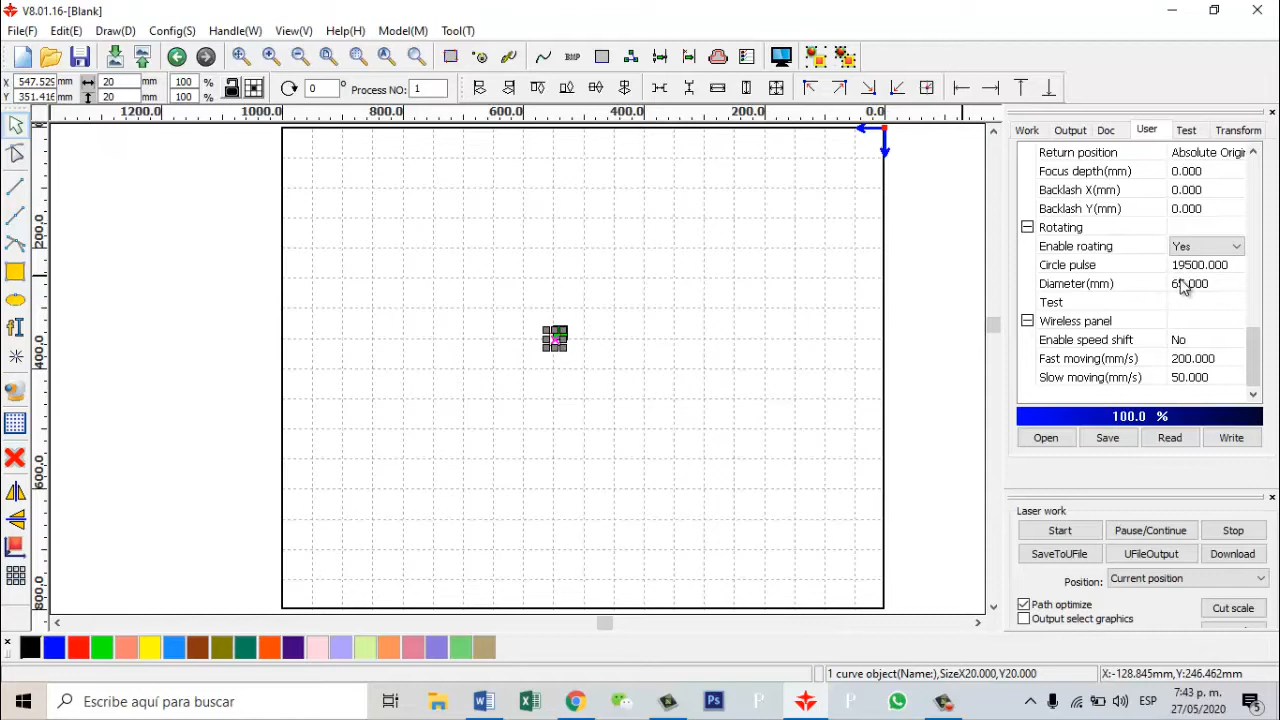 V8.01.16-[Blank]
File(F) Edit(E) Draw(D) Config(S) Handle(W) View(V) Help(H) Model(M) Tool(T)
X 547.529 mm 20 mm 100 %
Y 351.416 mm 20 mm 100 %
0 ° Process NO: 1
1200.0 1000.0 800.0 600.0 400.0 200.0 0.0
200.0
400.0
600.0
800.0
Work Output Doc User Test Transform
Return position Absolute Origin
Focus depth(mm) 0.000
Backlash X(mm) 0.000
Backlash Y(mm) 0.000
Rotating
Enable roating Yes
Circle pulse 19500.000
Diameter(mm)
Test
Wireless panel
Enable speed shift No
Fast moving(mm/s) 200.000
Slow moving(mm/s) 50.000
100.0 %
Open Save Read Write
Laser work
Start Pause/Continue Stop
SaveToUFile UFileOutput Download
Position: Current position
Path optimize
Output select graphics
Cut scale
1 curve object(Name:),SizeX20.000,Y20.000
X:-128.845mm,Y:246.462mm
Escribe aquí para buscar
ESP
7:43 p. m.
27/05/2020
5